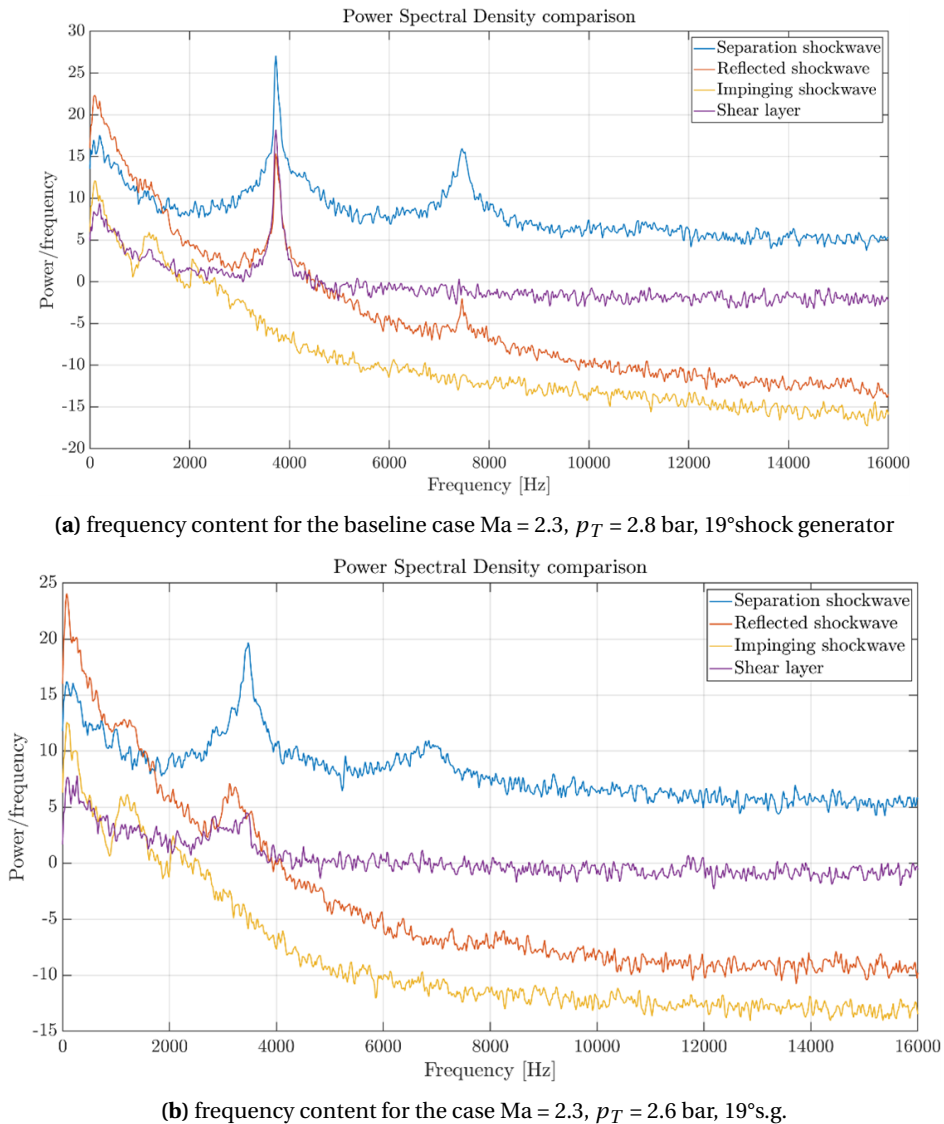 Power Spectral Density comparison
30
25
20
15
10
5
0
-5
-10
-15
-20
Power/frequency
Separation shockwave
Reflected shockwave
Impinging shockwave
Shear layer
0 2000 4000 6000 8000 10000 12000 14000 16000
Frequency [Hz]
(a) frequency content for the baseline case Ma = 2.3, pT = 2.8 bar, 19°shock generator
Power Spectral Density comparison
25
20
15
10
5
0
-5
-10
-15
Power/frequency
Separation shockwave
Reflected shockwave
Impinging shockwave
Shear layer
0 2000 4000 6000 8000 10000 12000 14000 16000
Frequency [Hz]
(b) frequency content for the case Ma = 2.3, pT = 2.6 bar, 19°s.g.